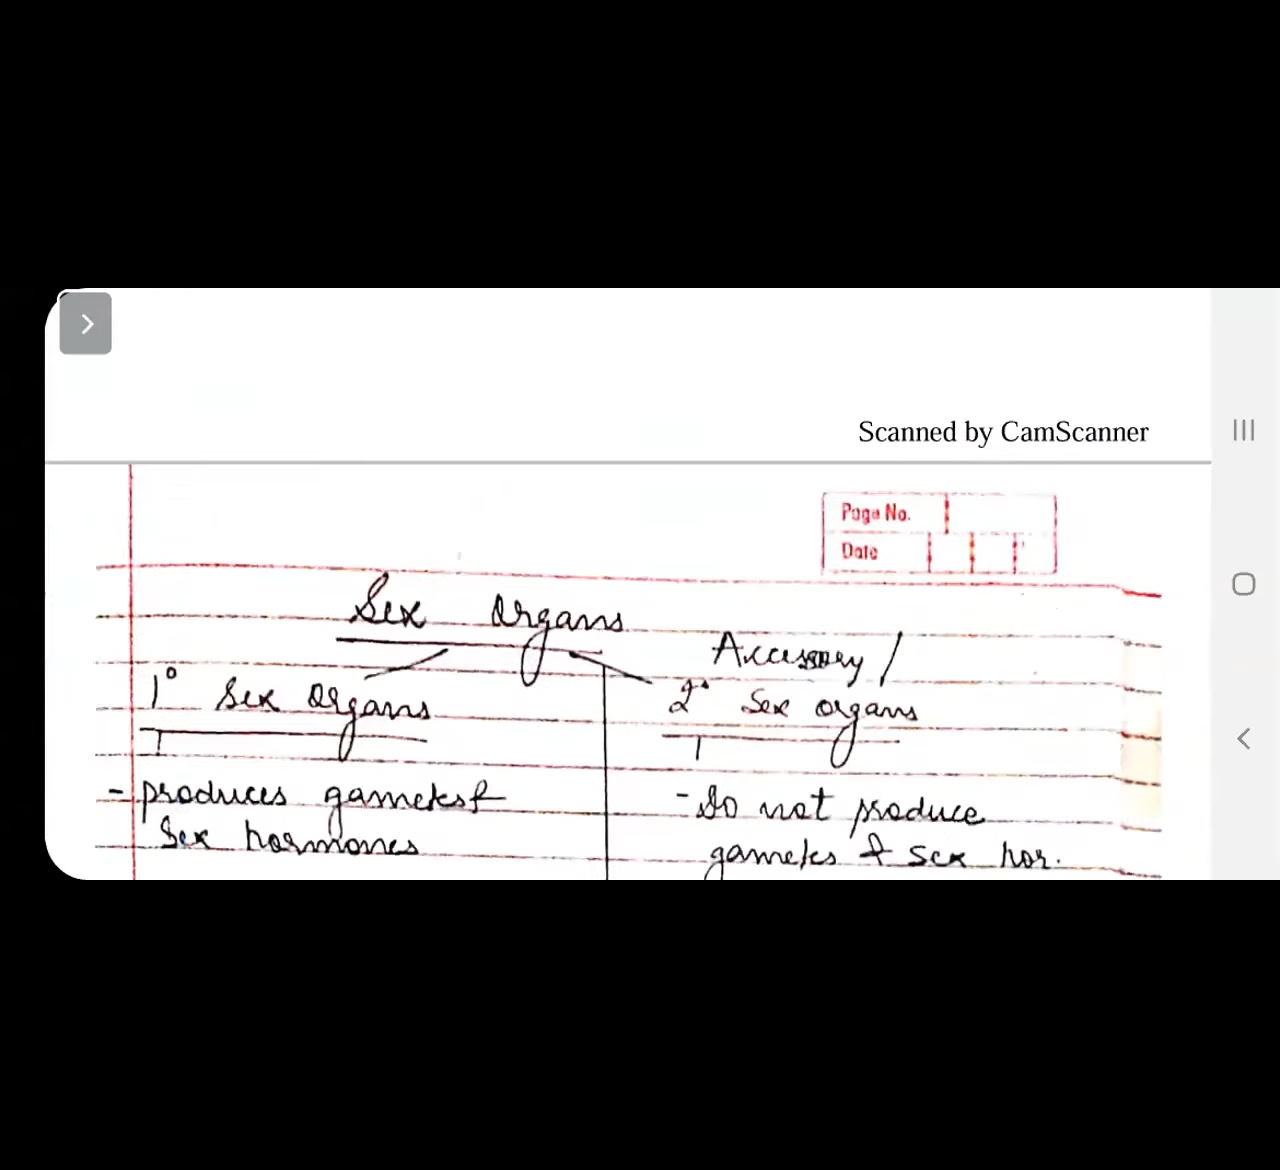 Scanned by CamScanner
Page No.
Date
Sex organs
1° Sex organs
Accessory /
2° Sex organs
- produces gametes &
Sex hormones
- Do not produce
gametes & sex hor.